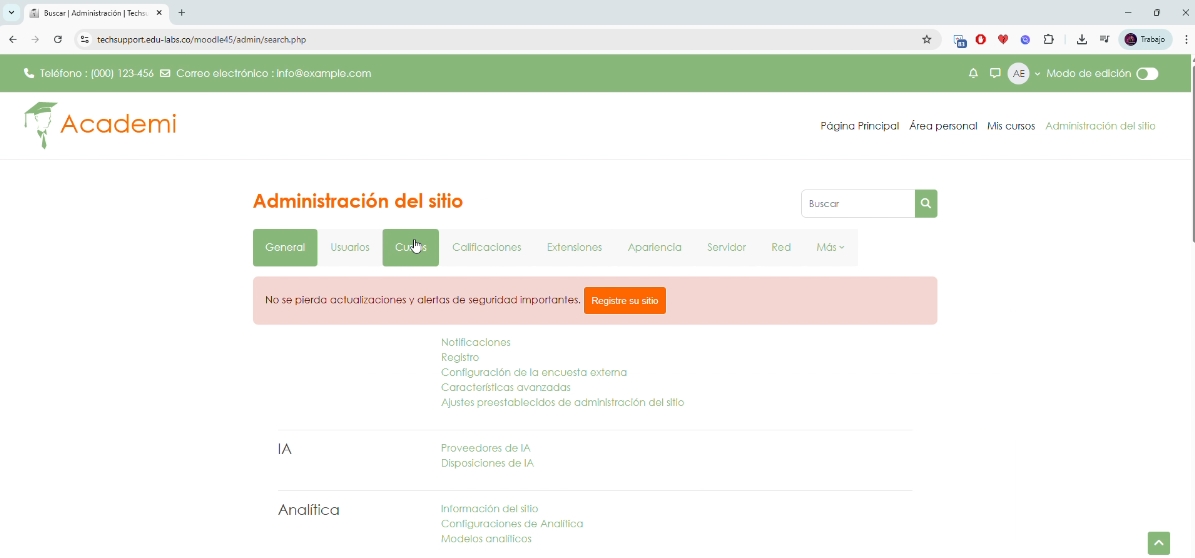 Buscar | Administración | Techsu
techsupport.edu-labs.co/moodle45/admin/search.php
81
Trabajo
Teléfono : (000) 123-456 Correo electrónico : info@example.com
AE Modo de edición
Academi
Página Principal Área personal Mis cursos Administración del sitio
Administración del sitio
Buscar
General Usuarios Cursos Calificaciones Extensiones Apariencia Servidor Red Más
No se pierda actualizaciones y alertas de seguridad importantes. Registre su sitio
Notificaciones
Registro
Configuración de la encuesta externa
Características avanzadas
Ajustes preestablecidos de administración del sitio
IA
Proveedores de IA
Disposiciones de IA
Analítica
Información del sitio
Configuraciones de Analítica
Modelos analíticos